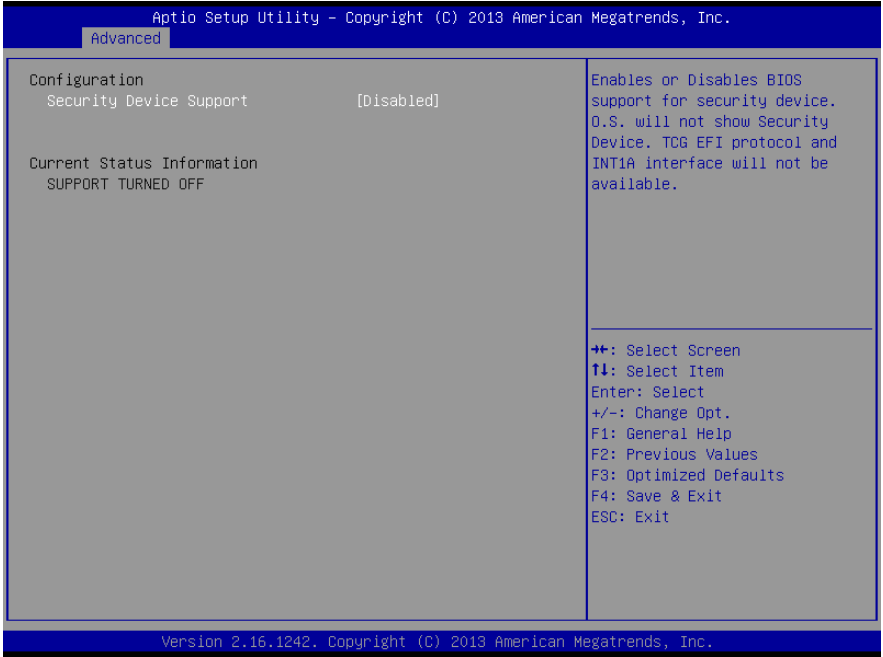 Aptio Setup Utility – Copyright (C) 2013 American Megatrends, Inc.
Advanced
Configuration
Security Device Support [Disabled]
Current Status Information
SUPPORT TURNED OFF
Enables or Disables BIOS
support for security device.
O.S. will not show Security
Device. TCG EFI protocol and
INT1A interface will not be
available.
→←: Select Screen
↑↓: Select Item
Enter: Select
+/-: Change Opt.
F1: General Help
F2: Previous Values
F3: Optimized Defaults
F4: Save & Exit
ESC: Exit
Version 2.16.1242. Copyright (C) 2013 American Megatrends, Inc.